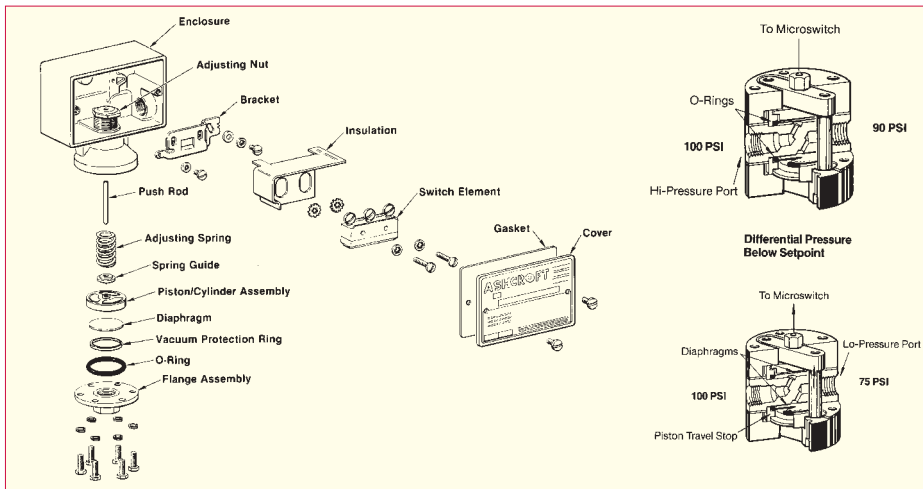 Enclosure
Adjusting Nut
Bracket
Insulation
Push Rod
Switch Element
Adjusting Spring
Gasket
Cover
Spring Guide
ASHCROFT
Piston/Cylinder Assembly
Diaphragm
Vacuum Protection Ring
O-Ring
Flange Assembly
To Microswitch
O-Rings
90 PSI
100 PSI
Hi-Pressure Port
Differential Pressure
Below Setpoint
To Microswitch
Diaphragms
Lo-Pressure Port
75 PSI
100 PSI
Piston Travel Stop